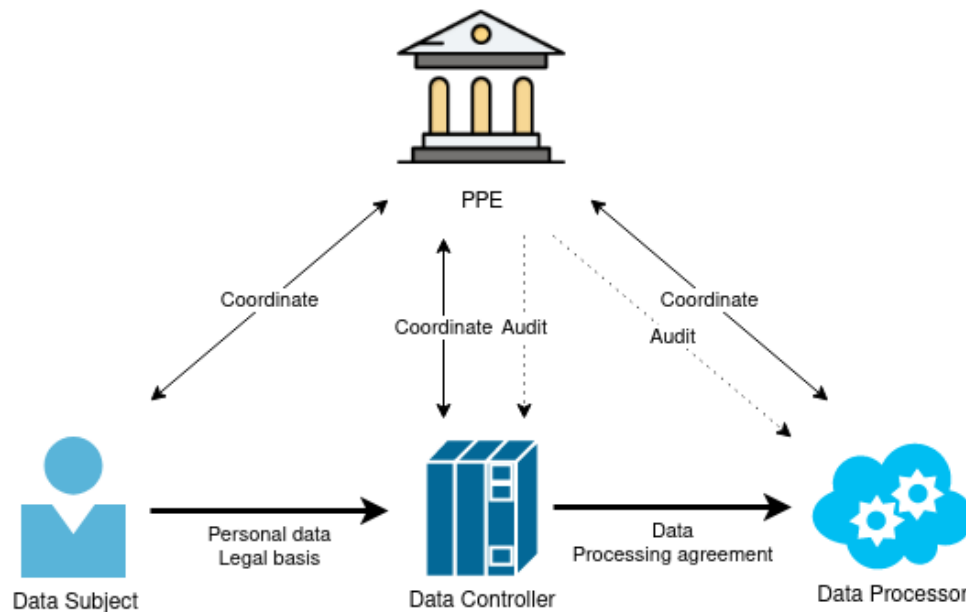 PPE
Coordinate
Coordinate
Audit
Coordinate
Audit
Personal data
Legal basis
Data
Processing agreement
Data Subject
Data Controller
Data Processor